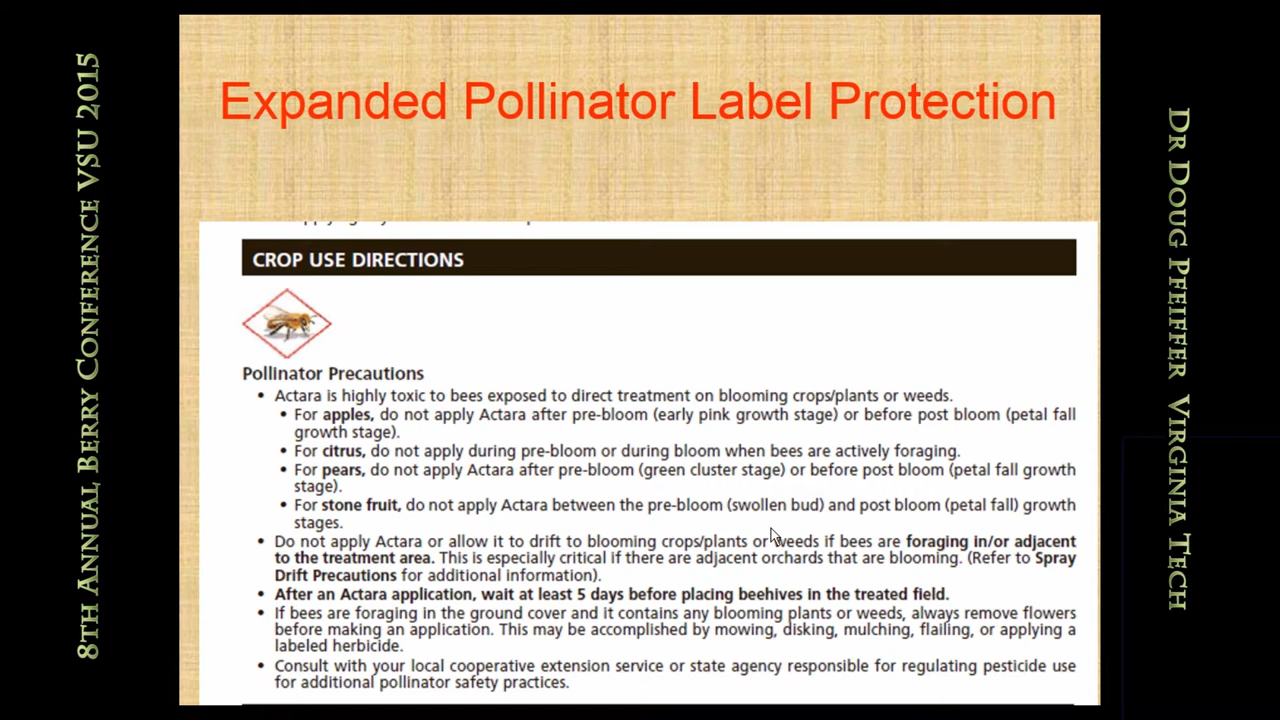 8TH ANNUAL BERRY CONFERENCE VSU 2015
Expanded Pollinator Label Protection
CROP USE DIRECTIONS
Pollinator Precautions
• Actara is highly toxic to bees exposed to direct treatment on blooming crops/plants or weeds.
• For apples, do not apply Actara after pre-bloom (early pink growth stage) or before post bloom (petal fall
growth stage).
• For citrus, do not apply during pre-bloom or during bloom when bees are actively foraging.
• For pears, do not apply Actara after pre-bloom (green cluster stage) or before post bloom (petal fall growth
stage).
• For stone fruit, do not apply Actara between the pre-bloom (swollen bud) and post bloom (petal fall) growth
stages.
• Do not apply Actara or allow it to drift to blooming crops/plants or weeds if bees are foraging in/or adjacent
to the treatment area. This is especially critical if there are adjacent orchards that are blooming. (Refer to Spray
Drift Precautions for additional information).
• After an Actara application, wait at least 5 days before placing beehives in the treated field.
• If bees are foraging in the ground cover and it contains any blooming plants or weeds, always remove flowers
before making an application. This may be accomplished by mowing, disking, mulching, flailing, or applying a
labeled herbicide.
• Consult with your local cooperative extension service or state agency responsible for regulating pesticide use
for additional pollinator safety practices.
DR DOUG PFEIFFER VIRGINIA TECH